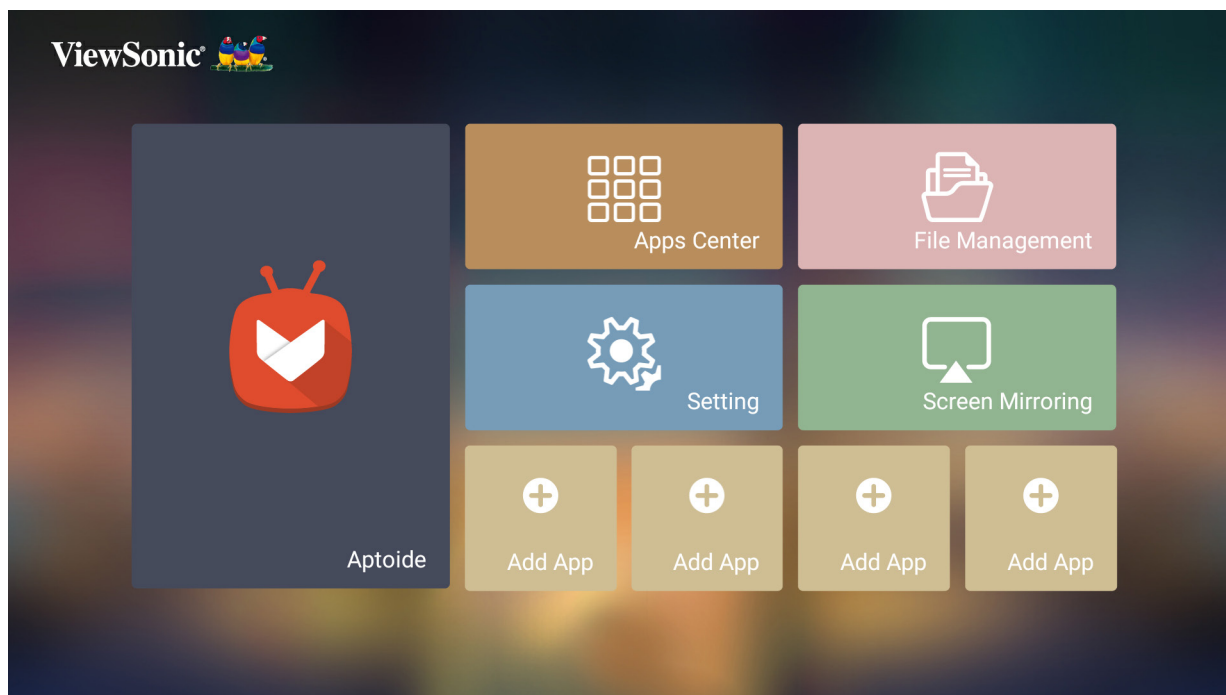 ViewSonic®
Aptoide
Apps Center
File Management
Setting
Screen Mirroring
Add App
Add App
Add App
Add App